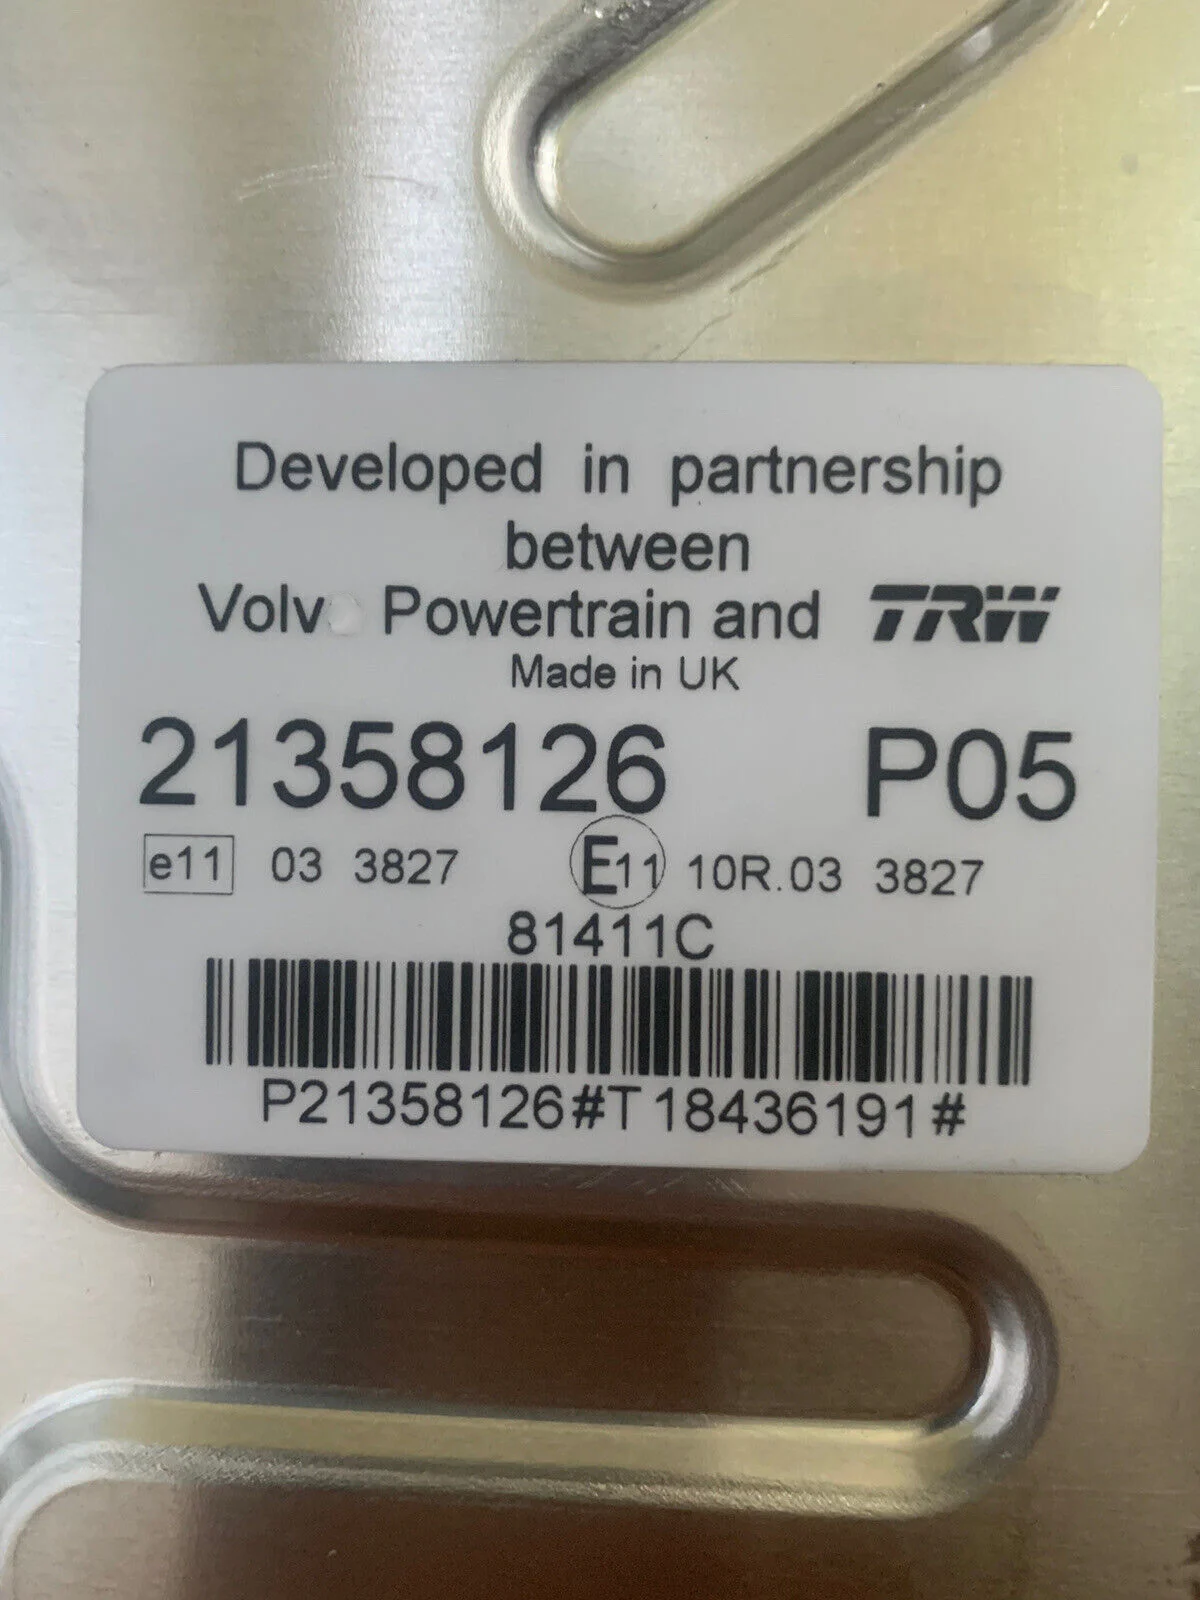 Developed in partnership
between
Volv Powertrain and TRW
Made in UK
21358126 P05
e11 03 3827 E11 10R.03 3827
81411C
P21358126#T18436191#